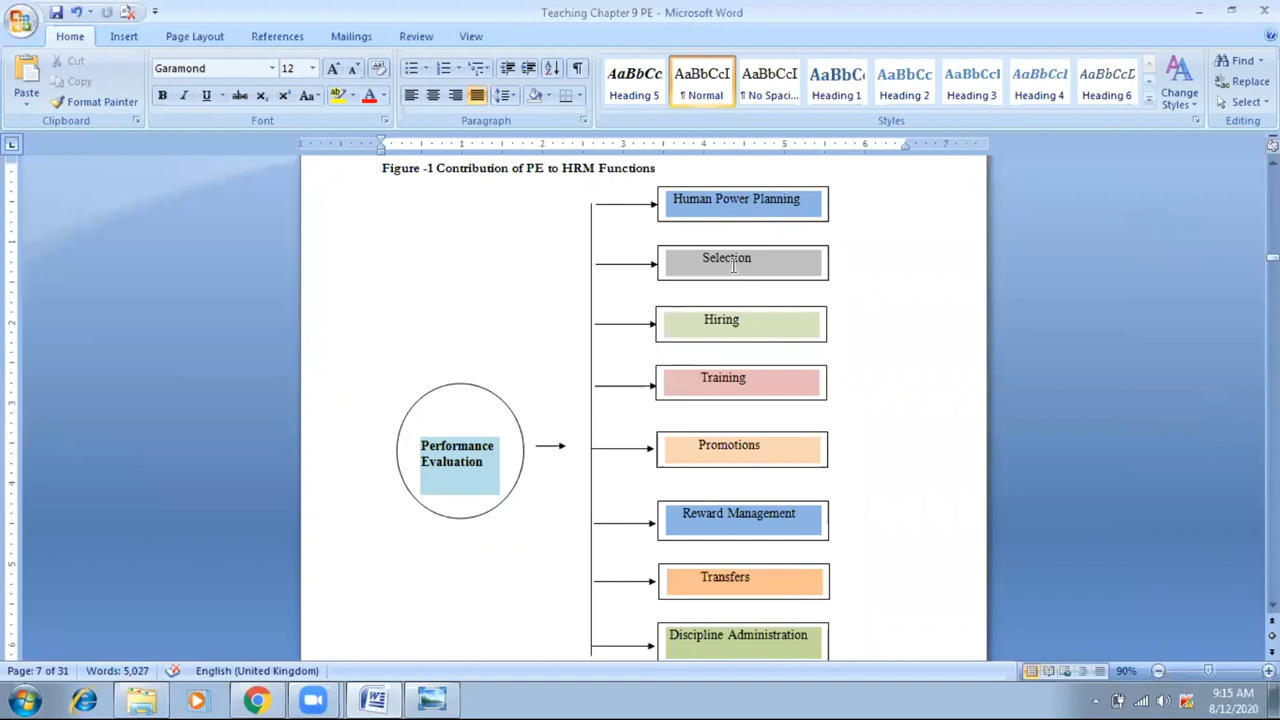 Teaching Chapter 9 PE - Microsoft Word
Home Insert Page Layout References Mailings Review View
Paste
Cut
Copy
Format Painter
Clipboard
Garamond 12
Font
Paragraph
AaBbCc AaBbCcI AaBbCcI AaBbC AaBbCc AaBbCcI AaBbCcI AaBbCcD
Heading 5 ¶ Normal ¶ No Spaci... Heading 1 Heading 2 Heading 3 Heading 4 Heading 6
Change
Styles
Styles
Find
Replace
Select
Editing
Figure -1 Contribution of PE to HRM Functions
Human Power Planning
Selection
Hiring
Training
Promotions
Performance
Evaluation
Reward Management
Transfers
Discipline Administration
Page: 7 of 31 Words: 5,027 English (United Kingdom) 90%
9:15 AM
8/12/2020